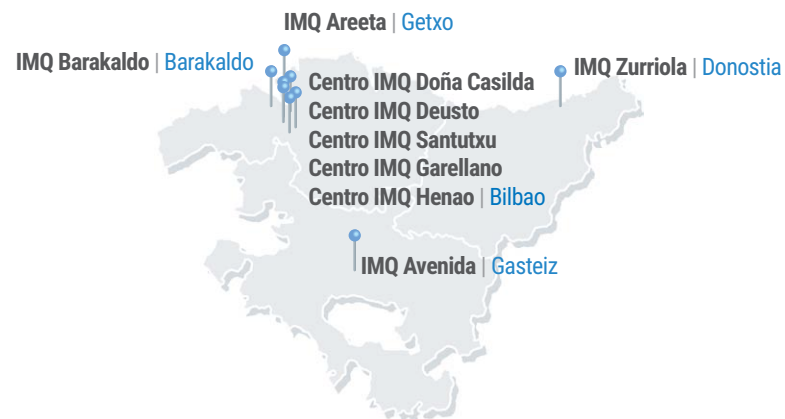 IMQ Areeta | Getxo
IMQ Barakaldo | Barakaldo
IMQ Zurriola | Donostia
Centro IMQ Doña Casilda
Centro IMQ Deusto
Centro IMQ Santutxu
Centro IMQ Garellano
Centro IMQ Henao | Bilbao
IMQ Avenida | Gasteiz